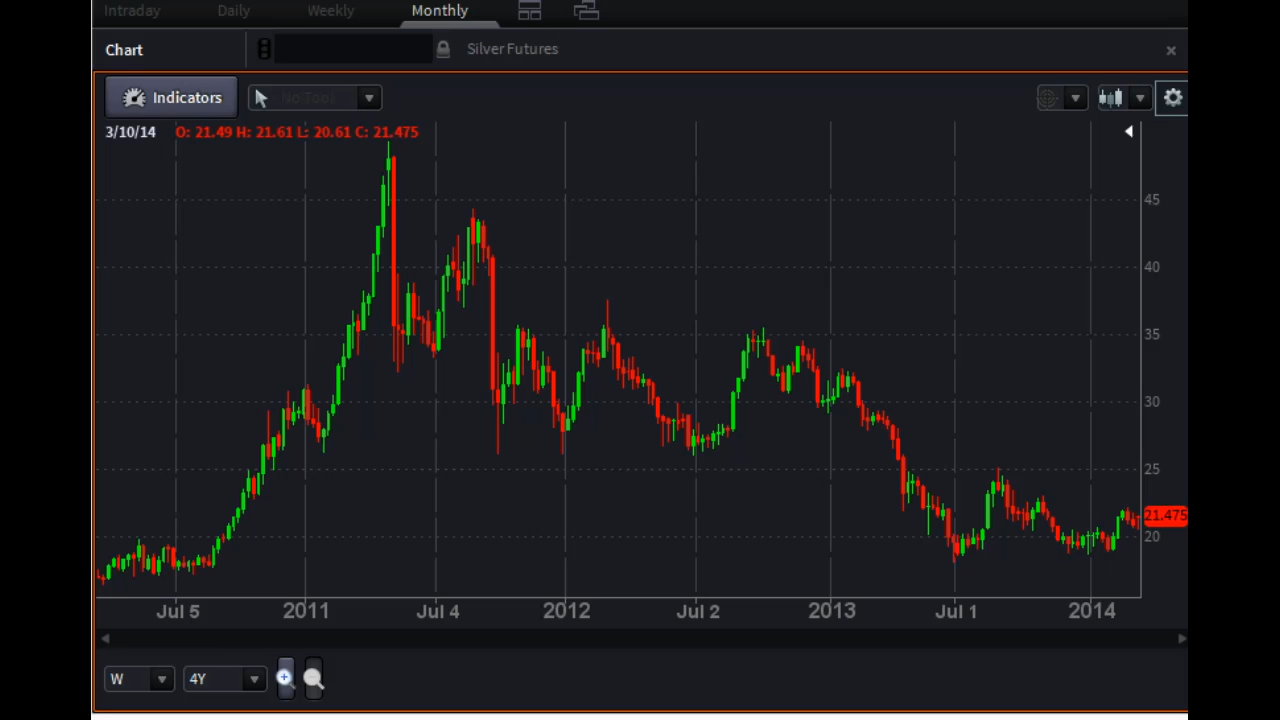 Intraday Daily Weekly Monthly
Chart Silver Futures
Indicators No Tool
3/10/14 O: 21.49 H: 21.61 L: 20.61 C: 21.475
45
40
35
30
25
21.475
20
Jul 5 2011 Jul 4 2012 Jul 2 2013 Jul 1 2014
W 4Y